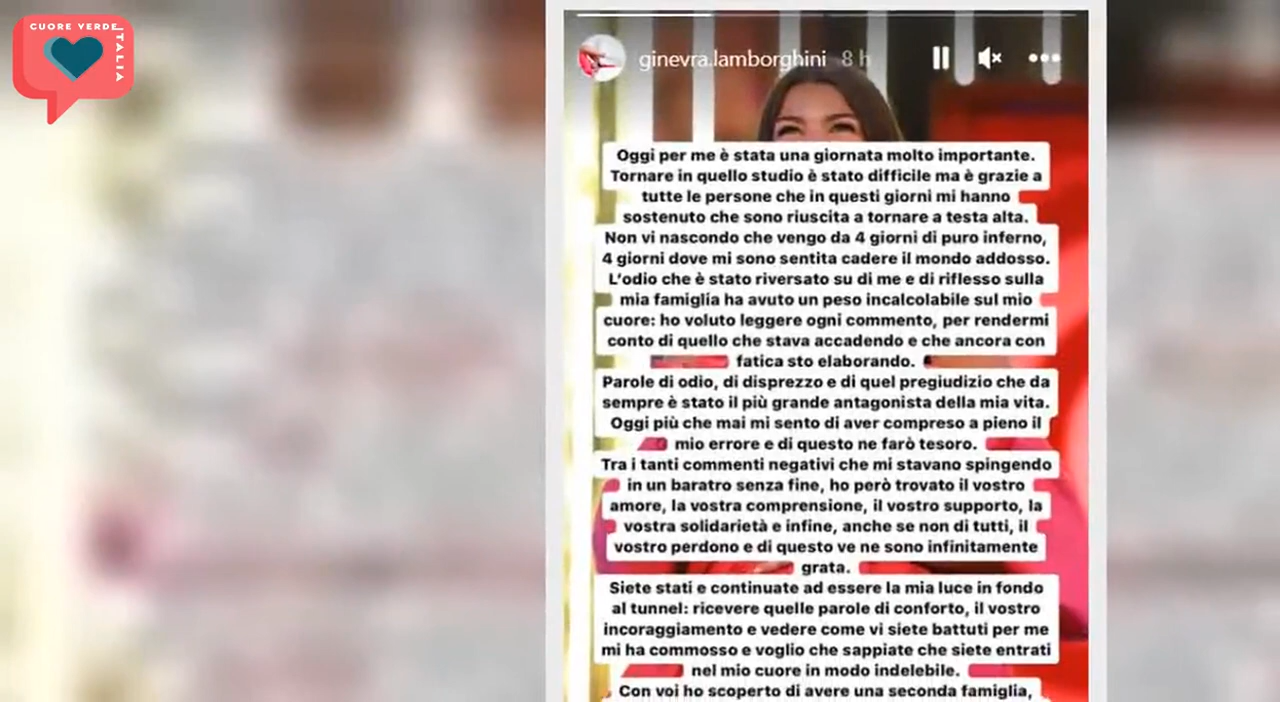 CUORE VERDE
ITALIA
ginevra.lamborghini 8 h
Oggi per me è stata una giornata molto importante.
Tornare in quello studio è stato difficile ma è grazie a
tutte le persone che in questi giorni mi hanno
sostenuto che sono riuscita a tornare a testa alta.
Non vi nascondo che vengo da 4 giorni di puro inferno,
4 giorni dove mi sono sentita cadere il mondo addosso.
L'odio che è stato riversato su di me e di riflesso sulla
mia famiglia ha avuto un peso incalcolabile sul mio
cuore: ho voluto leggere ogni commento, per rendermi
conto di quello che stava accadendo e che ancora con
fatica sto elaborando.
Parole di odio, di disprezzo e di quel pregiudizio che da
sempre è stato il più grande antagonista della mia vita.
Oggi più che mai mi sento di aver compreso a pieno il
mio errore e di questo ne farò tesoro.
Tra i tanti commenti negativi che mi stavano spingendo
in un baratro senza fine, ho però trovato il vostro
amore, la vostra comprensione, il vostro supporto, la
vostra solidarietà e infine, anche se non di tutti, il
vostro perdono e di questo ve ne sono infinitamente
grata.
Siete stati e continuate ad essere la mia luce in fondo
al tunnel: ricevere quelle parole di conforto, il vostro
incoraggiamento e vedere come vi siete battuti per me
mi ha commosso e voglio che sappiate che siete entrati
nel mio cuore in modo indelebile.
Con voi ho scoperto di avere una seconda famiglia,